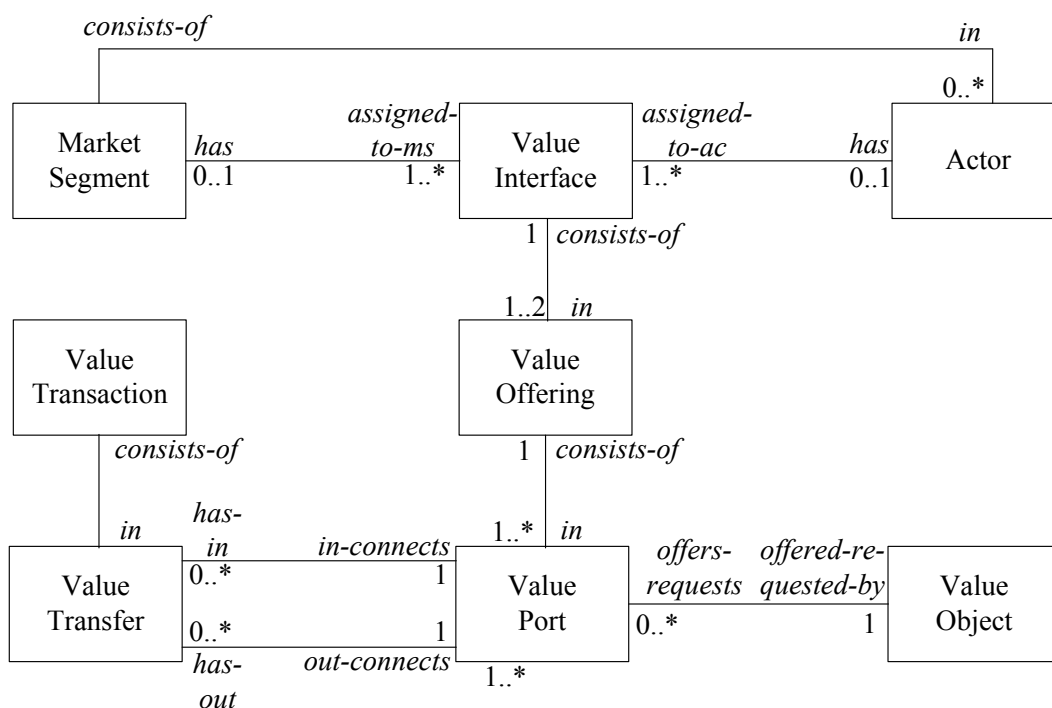 consists-of
in
0..*
Market
Segment
has
0..1
assigned-
to-ms
1..*
Value
Interface
assigned-
to-ac
1..*
has
0..1
Actor
1
consists-of
1..2
in
Value
Transaction
Value
Offering
consists-of
1
consists-of
in
has-
in
0..*
in-connects
1
1..*
in
offers-
requests
0..*
offered-re-
quested-by
1
Value
Transfer
0..*
has-
out
1
out-connects
Value
Port
1..*
Value
Object